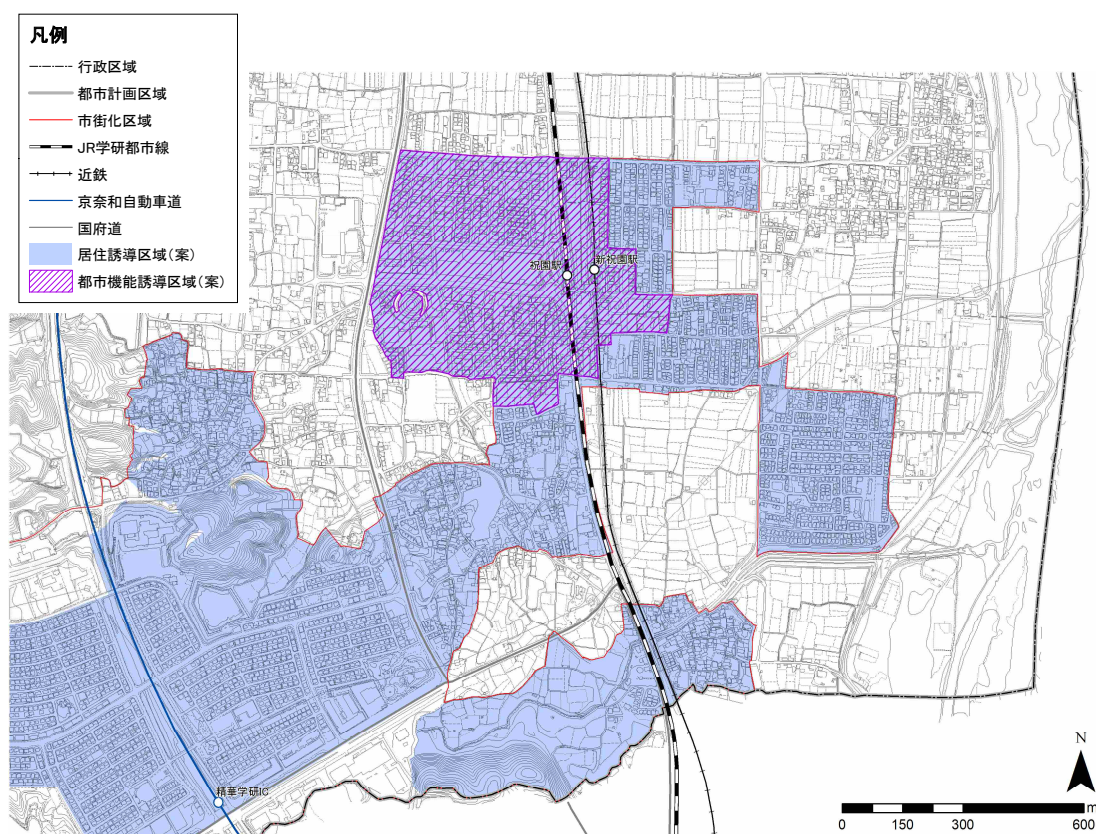 凡例
行政区域
都市計画区域
市街化区域
JR学研都市線
近鉄
京奈和自動車道
国府道
居住誘導区域(案)
都市機能誘導区域(案)
祝園駅
新祝園駅
精華学研IC
N
m
0 150 300 600